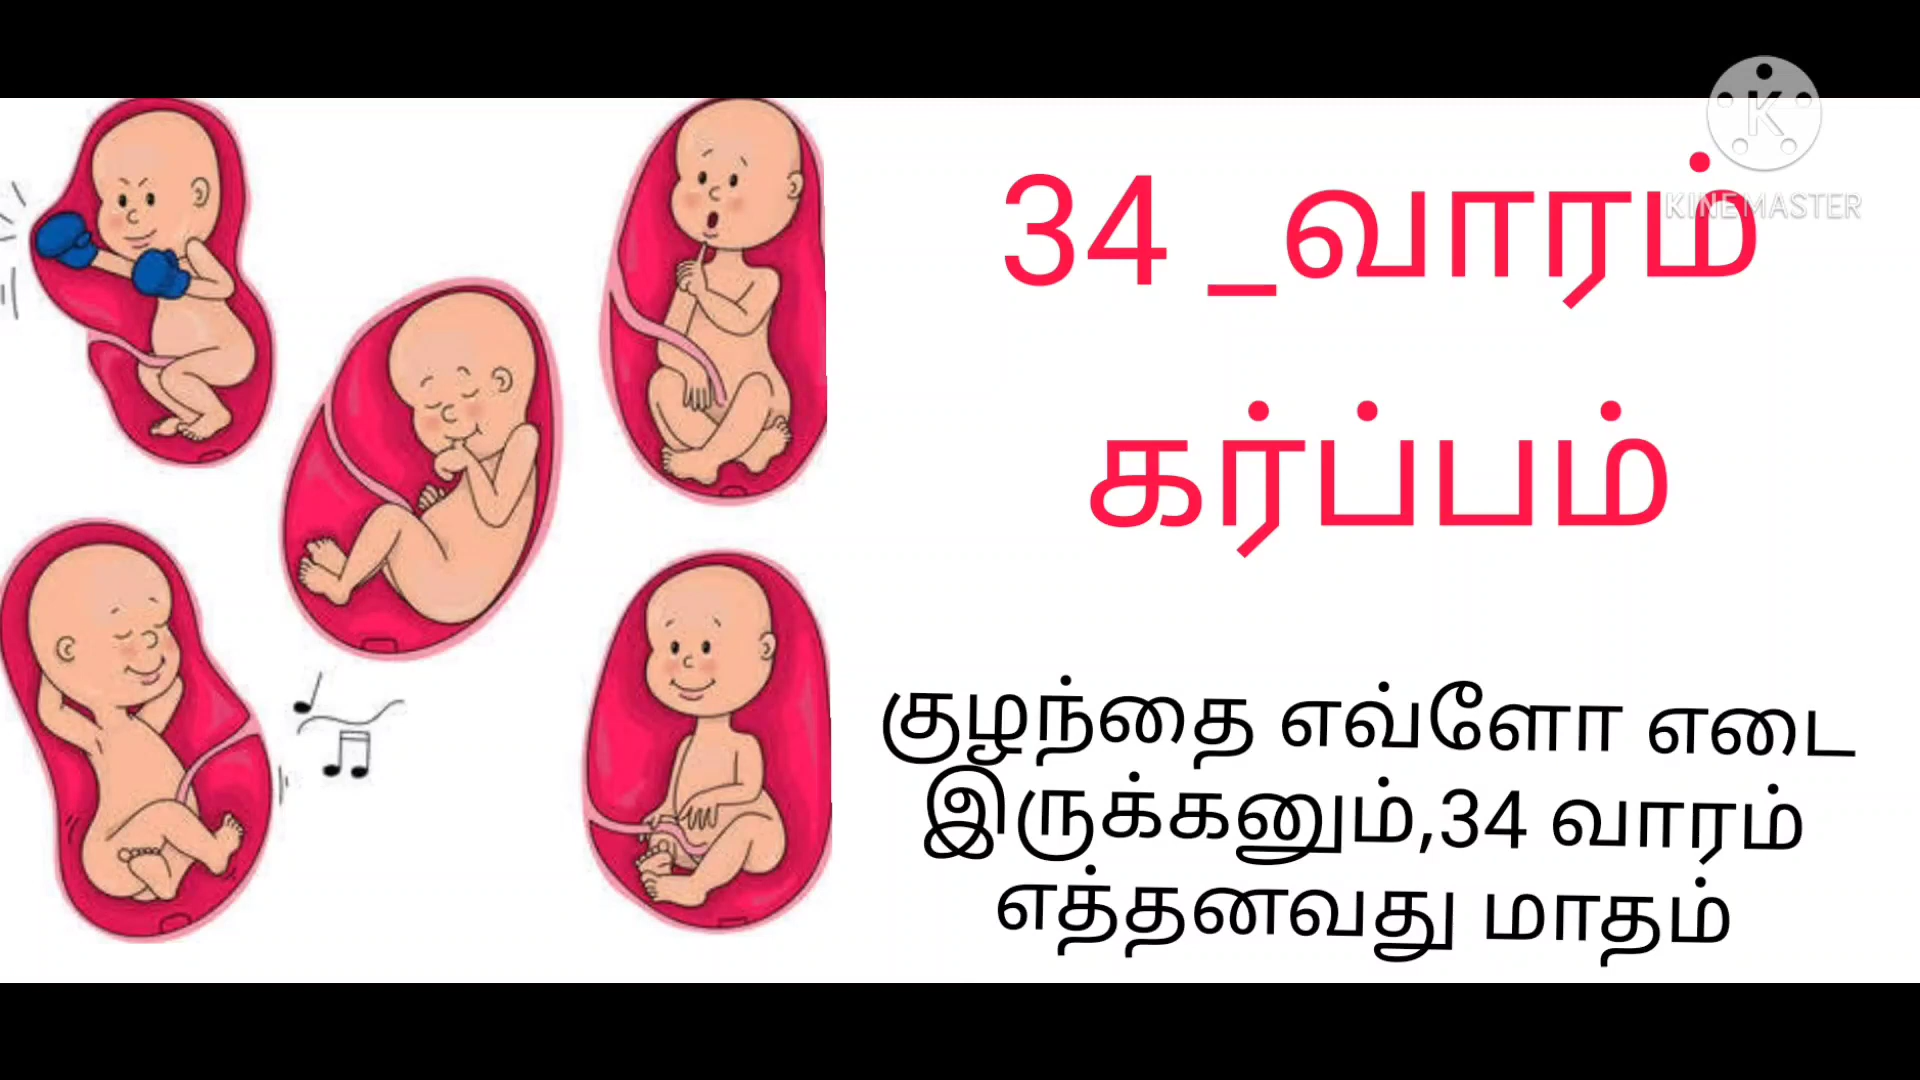 K
KINEMASTER
34 _வாரம்
கர்ப்பம்
குழந்தை எவ்ளோ எடை
இருக்கனும்,34 வாரம்
எத்தனவது மாதம்